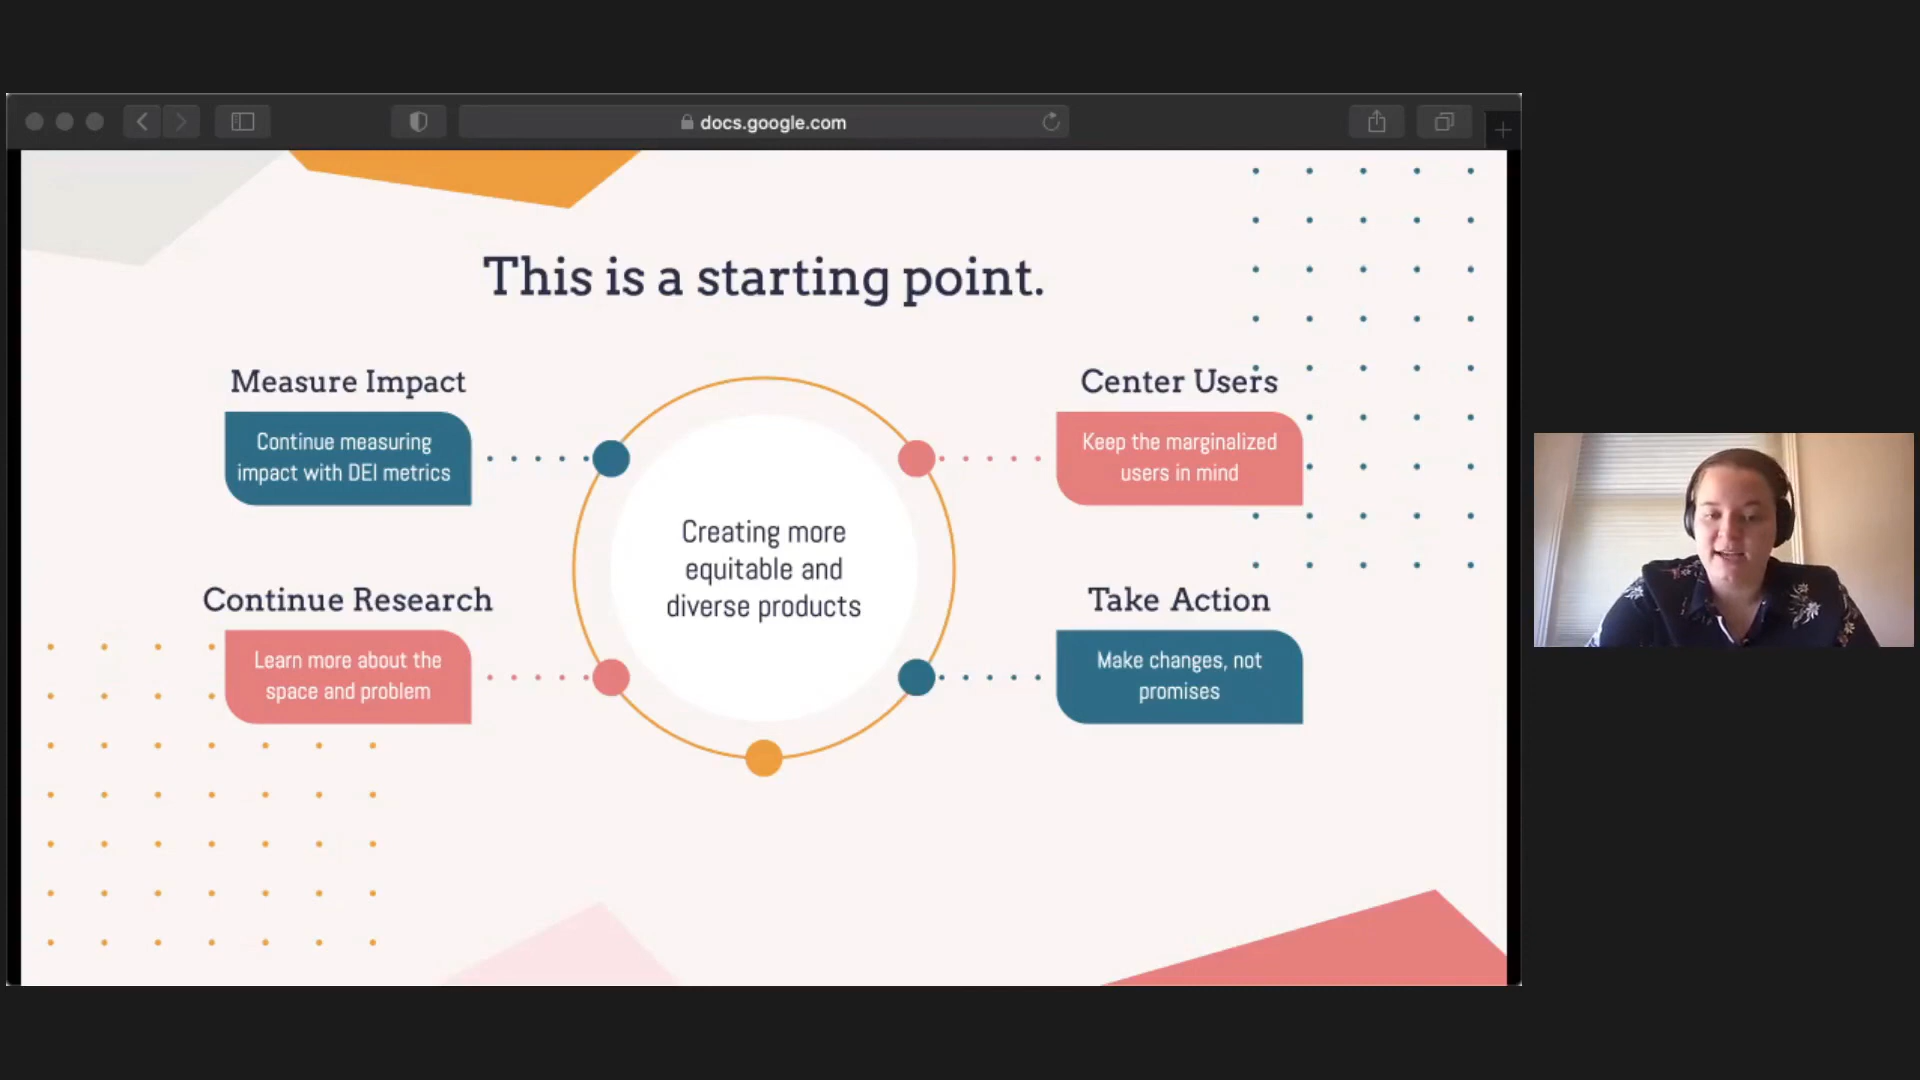 docs.google.com
This is a starting point.
Measure Impact
Continue measuring
impact with DEI metrics
Center Users
Keep the marginalized
users in mind
Creating more
equitable and
diverse products
Continue Research
Learn more about the
space and problem
Take Action
Make changes, not
promises